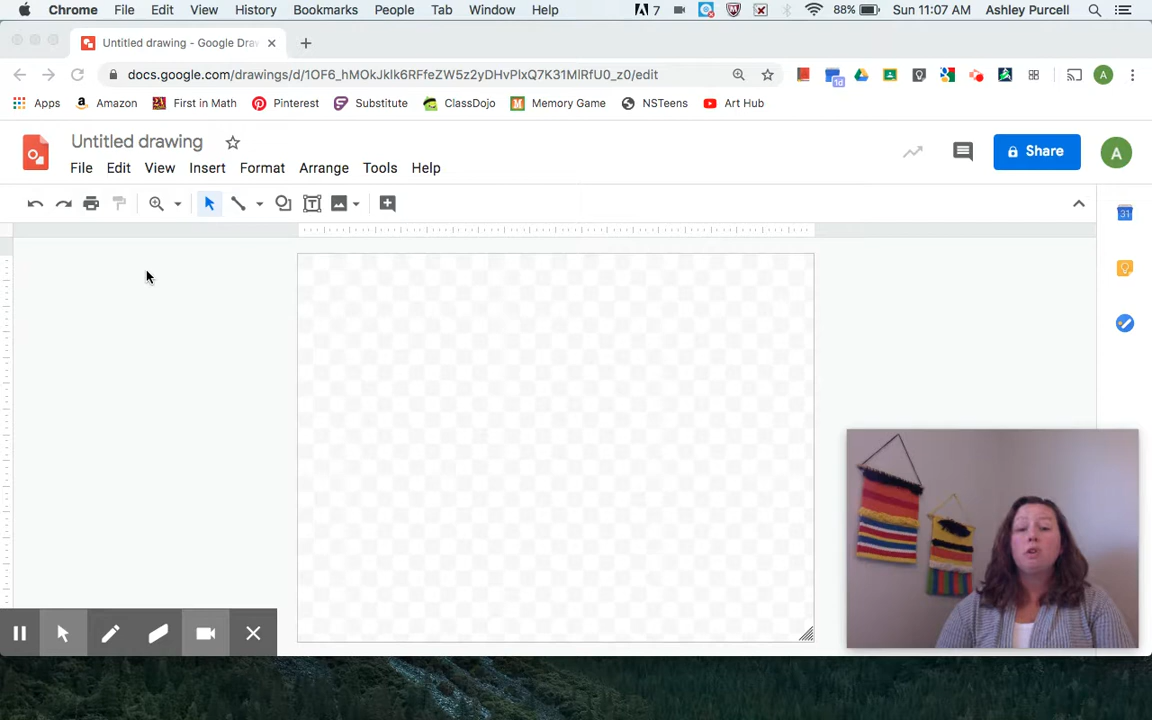 Chrome File Edit View History Bookmarks People Tab Window Help 7 88% Sun 11:07 AM Ashley Purcell
Untitled drawing - Google Drav
docs.google.com/drawings/d/1OF6_hMOkJklk6RFfeZW5z2yDHvPlxQ7K31MlRfU0_z0/edit 1d A
Apps Amazon First in Math Pinterest Substitute ClassDojo Memory Game NSTeens Art Hub
Untitled drawing
Share A
File Edit View Insert Format Arrange Tools Help
31